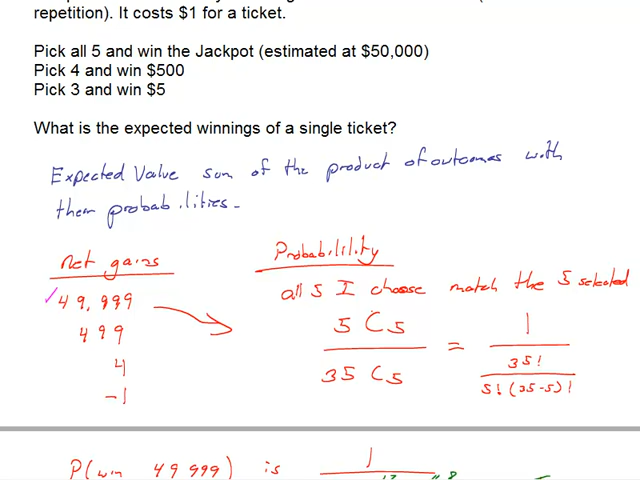 repetition). It costs $1 for a ticket.
Pick all 5 and win the Jackpot (estimated at $50,000)
Pick 4 and win $500
Pick 3 and win $5
What is the expected winnings of a single ticket?
Expected Value sum of the product of outcomes with
their probabilities.
net gains
Probability
all 5 I choose match the 5 selected
49,999
499
4
-1
5 C 5
35 C 5
=
1
35!
5! (35-5)!
P(win 49999) is
1